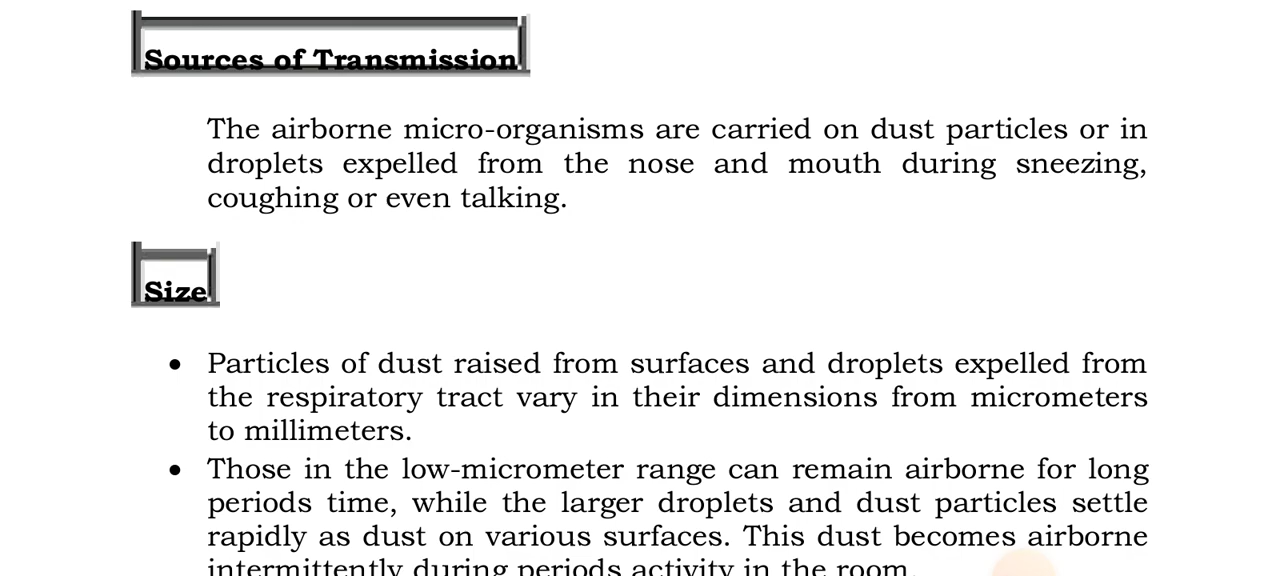 Sources of Transmission
The airborne micro-organisms are carried on dust particles or in
droplets expelled from the nose and mouth during sneezing,
coughing or even talking.
Size
• Particles of dust raised from surfaces and droplets expelled from
the respiratory tract vary in their dimensions from micrometers
to millimeters.
• Those in the low-micrometer range can remain airborne for long
periods time, while the larger droplets and dust particles settle
rapidly as dust on various surfaces. This dust becomes airborne
intermittently during periods activity in the room.